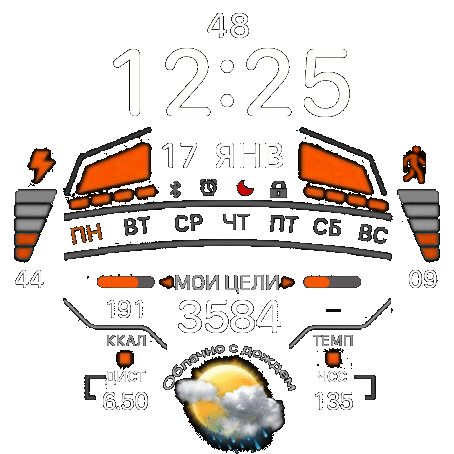 48
12:25
17 ЯНЗ
ПН ВТ СР ЧТ ПТ СБ ВС
44
09
МОИ ЦЕЛИ
191
3584
–
ККАЛ
ТЕМП
Облачно с дождем
ДИСТ
6.50
ЧСС
135